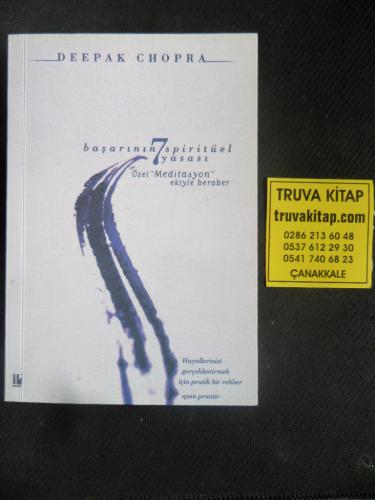 DEEPAK CHOPRA
başarının 7 spiritüel
yasası
Özel "Meditasyon"
ekiyle beraber
Hayallerinizi
gerçekleştirmek
için pratik bir rehber
TRUVA KİTAP
truvakitap.com
0286 213 60 48
0537 612 29 30
0541 740 68 23
ÇANAKKALE